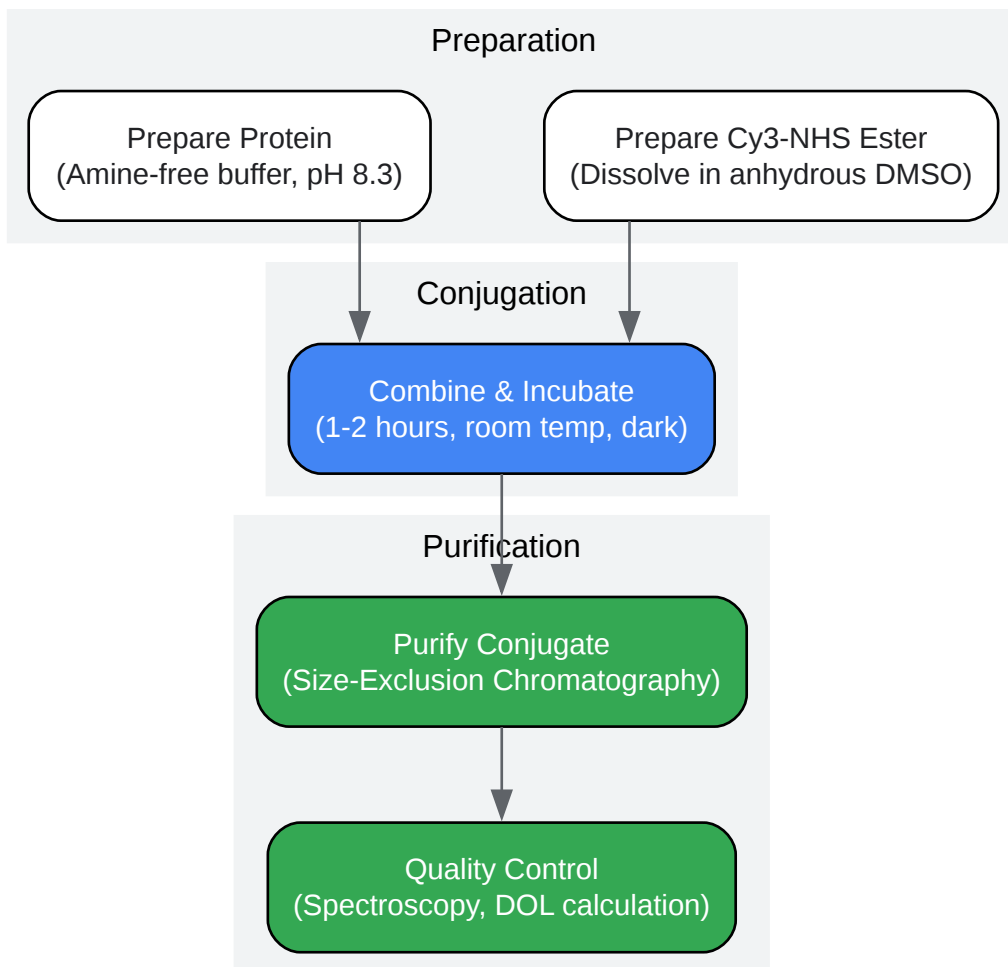 Preparation
Prepare Protein
(Amine-free buffer, pH 8.3)
Prepare Cy3-NHS Ester
(Dissolve in anhydrous DMSO)
Conjugation
Combine & Incubate
(1-2 hours, room temp, dark)
Purification
Purify Conjugate
(Size-Exclusion Chromatography)
Quality Control
(Spectroscopy, DOL calculation)